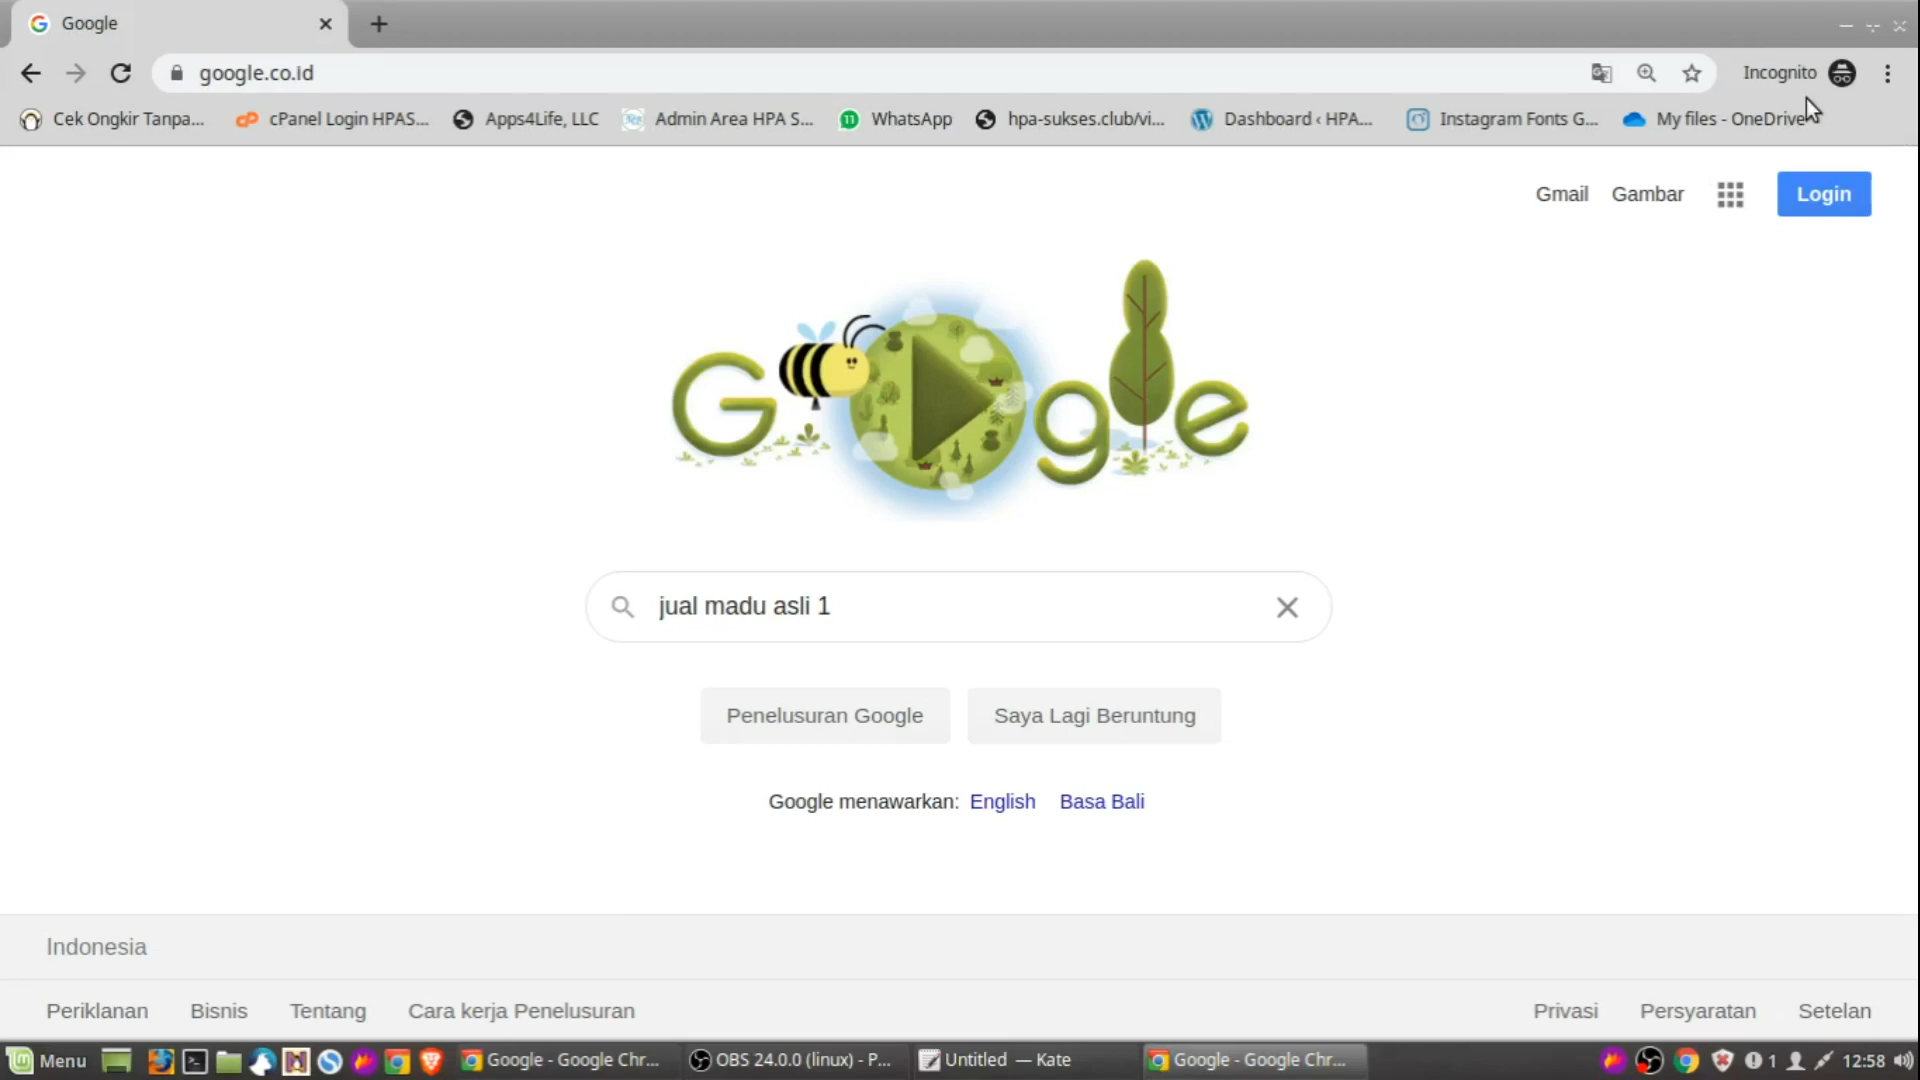 Google
google.co.id
Incognito
Cek Ongkir Tanpa...
cPanel Login HPAS...
Apps4Life, LLC
Admin Area HPA S...
11
WhatsApp
hpa-sukses.club/vi...
Dashboard ‹ HPA...
Instagram Fonts G...
My files - OneDrive
Gmail
Gambar
Login
Google
jual madu asli 1
Penelusuran Google
Saya Lagi Beruntung
Google menawarkan: English Basa Bali
Indonesia
Periklanan
Bisnis
Tentang
Cara kerja Penelusuran
Privasi
Persyaratan
Setelan
Menu
Google - Google Chr...
OBS 24.0.0 (linux) - P...
Untitled — Kate
Google - Google Chr...
1
12:58